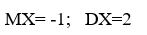 MX= -1;   DX=2